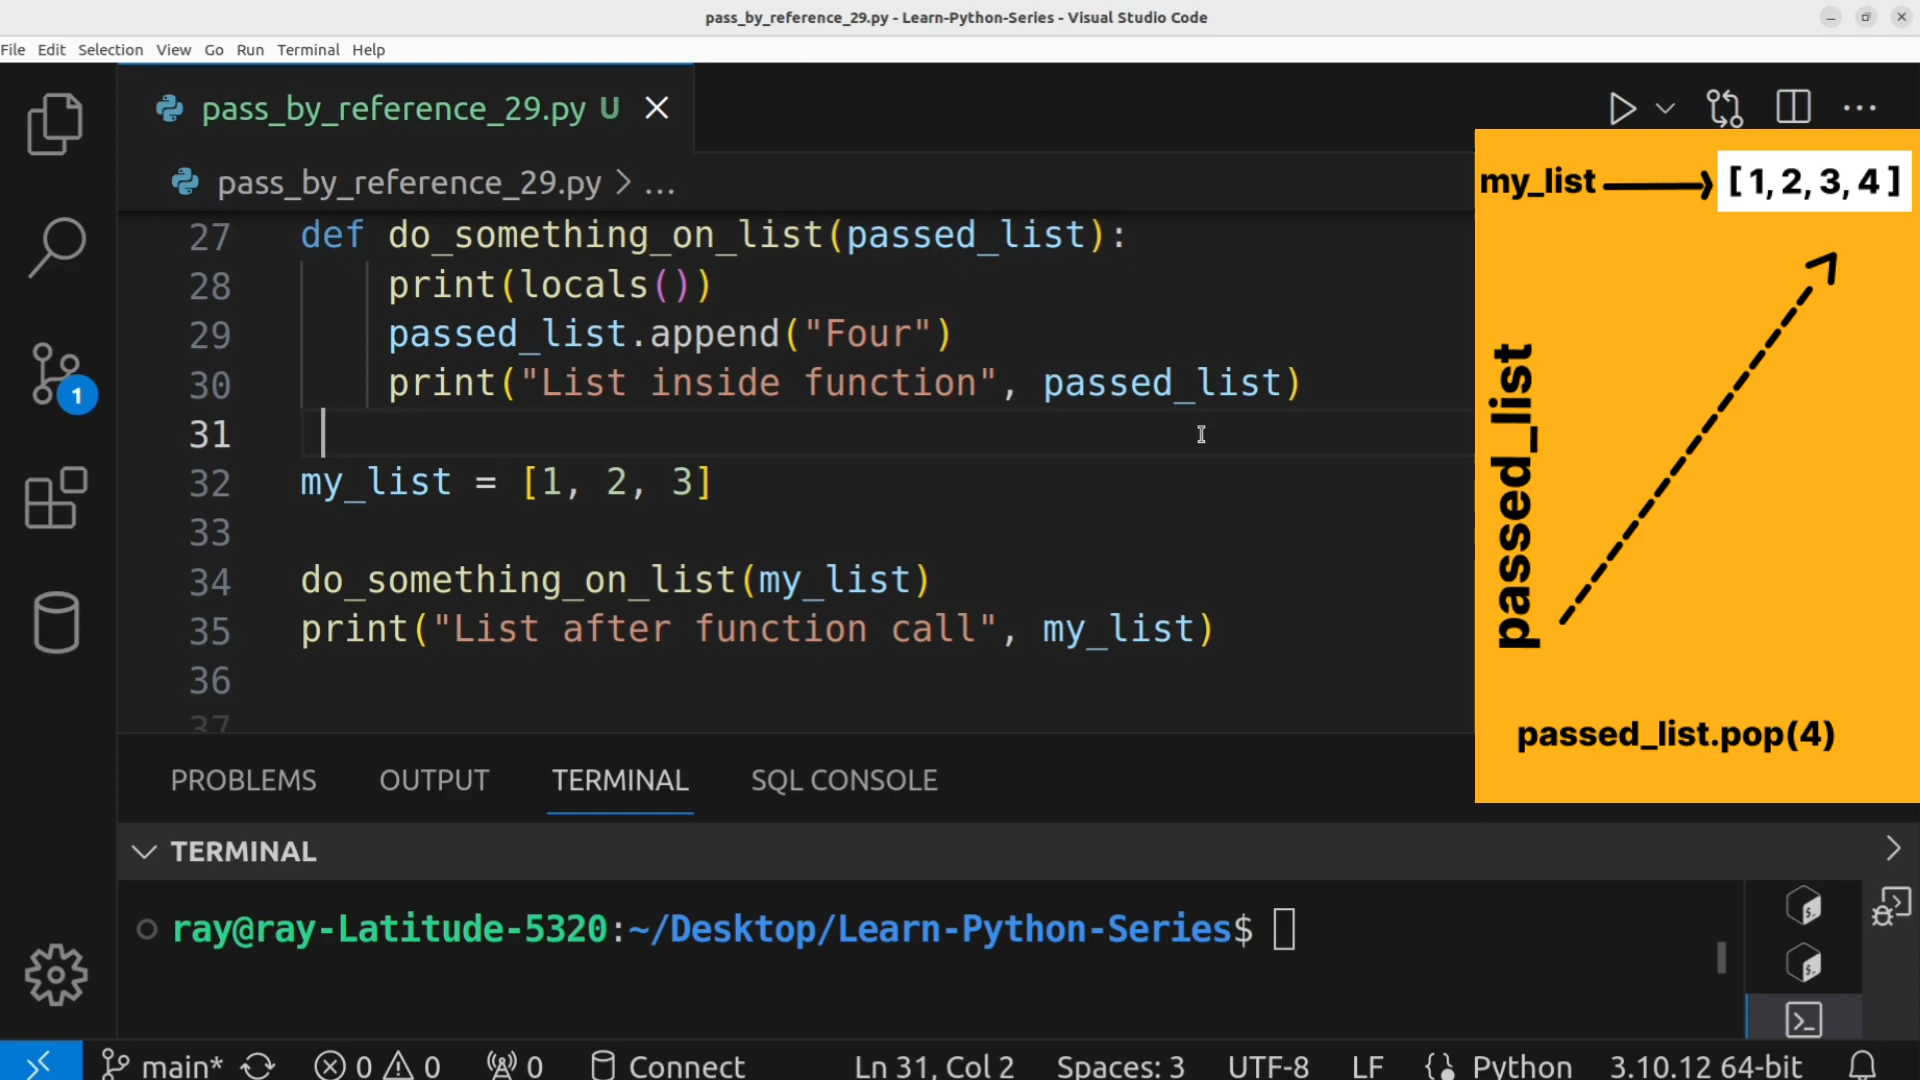 pass_by_reference_29.py - Learn-Python-Series - Visual Studio Code
File Edit Selection View Go Run Terminal Help
pass_by_reference_29.py U
pass_by_reference_29.py > ...
27 def do_something_on_list(passed_list):
28 print(locals())
29 passed_list.append("Four")
30 print("List inside function", passed_list)
31
32 my_list = [1, 2, 3]
33
34 do_something_on_list(my_list)
35 print("List after function call", my_list)
36
37
my_list [ 1, 2, 3, 4 ]
passed_list
passed_list.pop(4)
1
PROBLEMS OUTPUT TERMINAL SQL CONSOLE
TERMINAL
ray@ray-Latitude-5320:~/Desktop/Learn-Python-Series$
main* 0 0 0 Connect Ln 31, Col 2 Spaces: 3 UTF-8 LF Python 3.10.12 64-bit